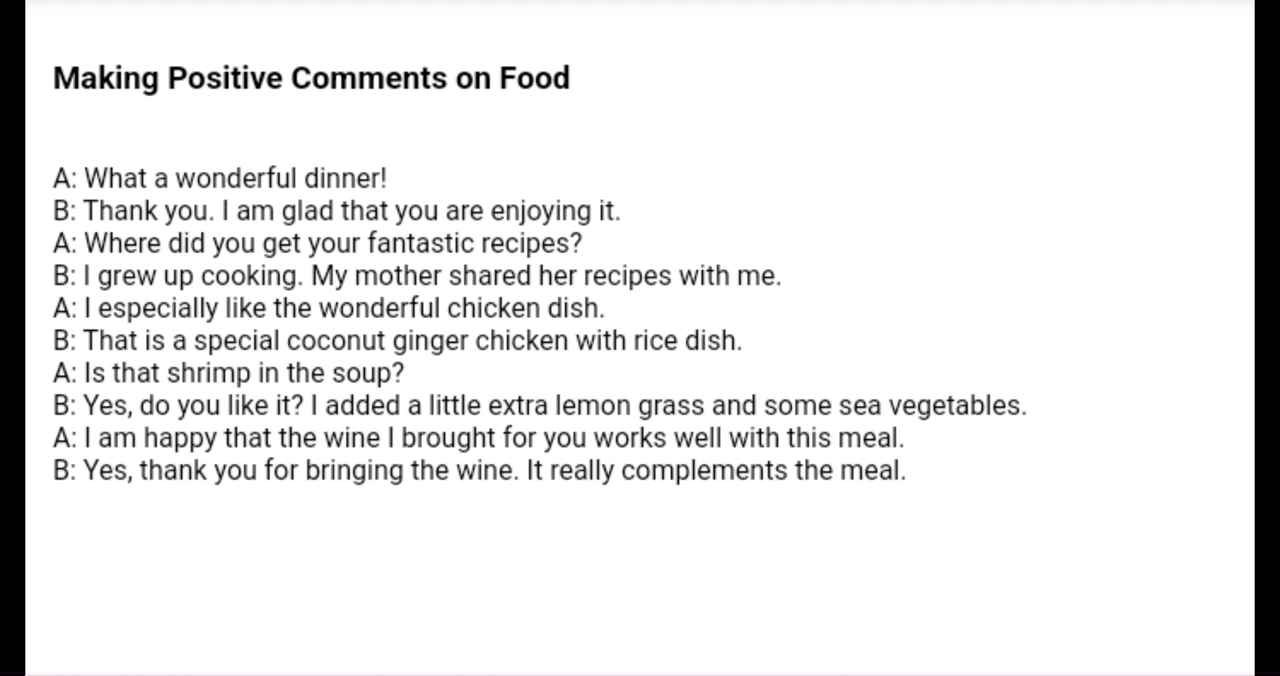 Making Positive Comments on Food
A: What a wonderful dinner!
B: Thank you. I am glad that you are enjoying it.
A: Where did you get your fantastic recipes?
B: I grew up cooking. My mother shared her recipes with me.
A: I especially like the wonderful chicken dish.
B: That is a special coconut ginger chicken with rice dish.
A: Is that shrimp in the soup?
B: Yes, do you like it? I added a little extra lemon grass and some sea vegetables.
A: I am happy that the wine I brought for you works well with this meal.
B: Yes, thank you for bringing the wine. It really complements the meal.